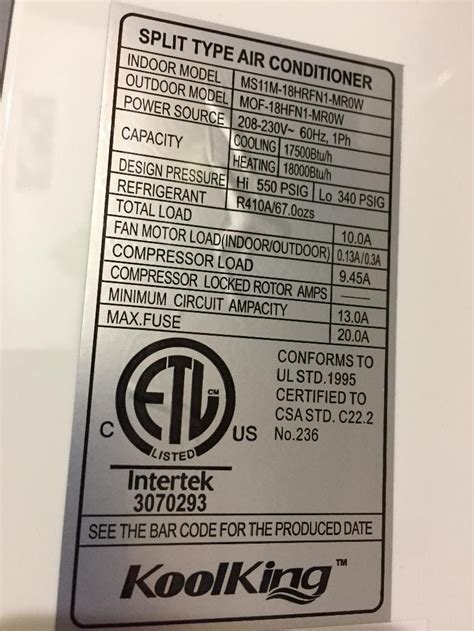 SPLIT TYPE AIR CONDITIONER
INDOOR MODEL MS11M-18HRFN1-MR0W
OUTDOOR MODEL MOF-18HFN1-MR0W
POWER SOURCE 208-230V~ 60Hz, 1Ph
CAPACITY COOLING 17500Btu/h
HEATING 18000Btu/h
DESIGN PRESSURE Hi 550 PSIG Lo 340 PSIG
REFRIGERANT R410A/67.0ozs
TOTAL LOAD 10.0A
FAN MOTOR LOAD(INDOOR/OUTDOOR) 0.13A/0.3A
COMPRESSOR LOAD 9.45A
COMPRESSOR LOCKED ROTOR AMPS ——
MINIMUM CIRCUIT AMPACITY 13.0A
MAX.FUSE 20.0A
CONFORMS TO
UL STD.1995
CERTIFIED TO
CSA STD. C22.2
No.236
ETL CM
LISTED
C US
Intertek
3070293
SEE THE BAR CODE FOR THE PRODUCED DATE
KoolKing™